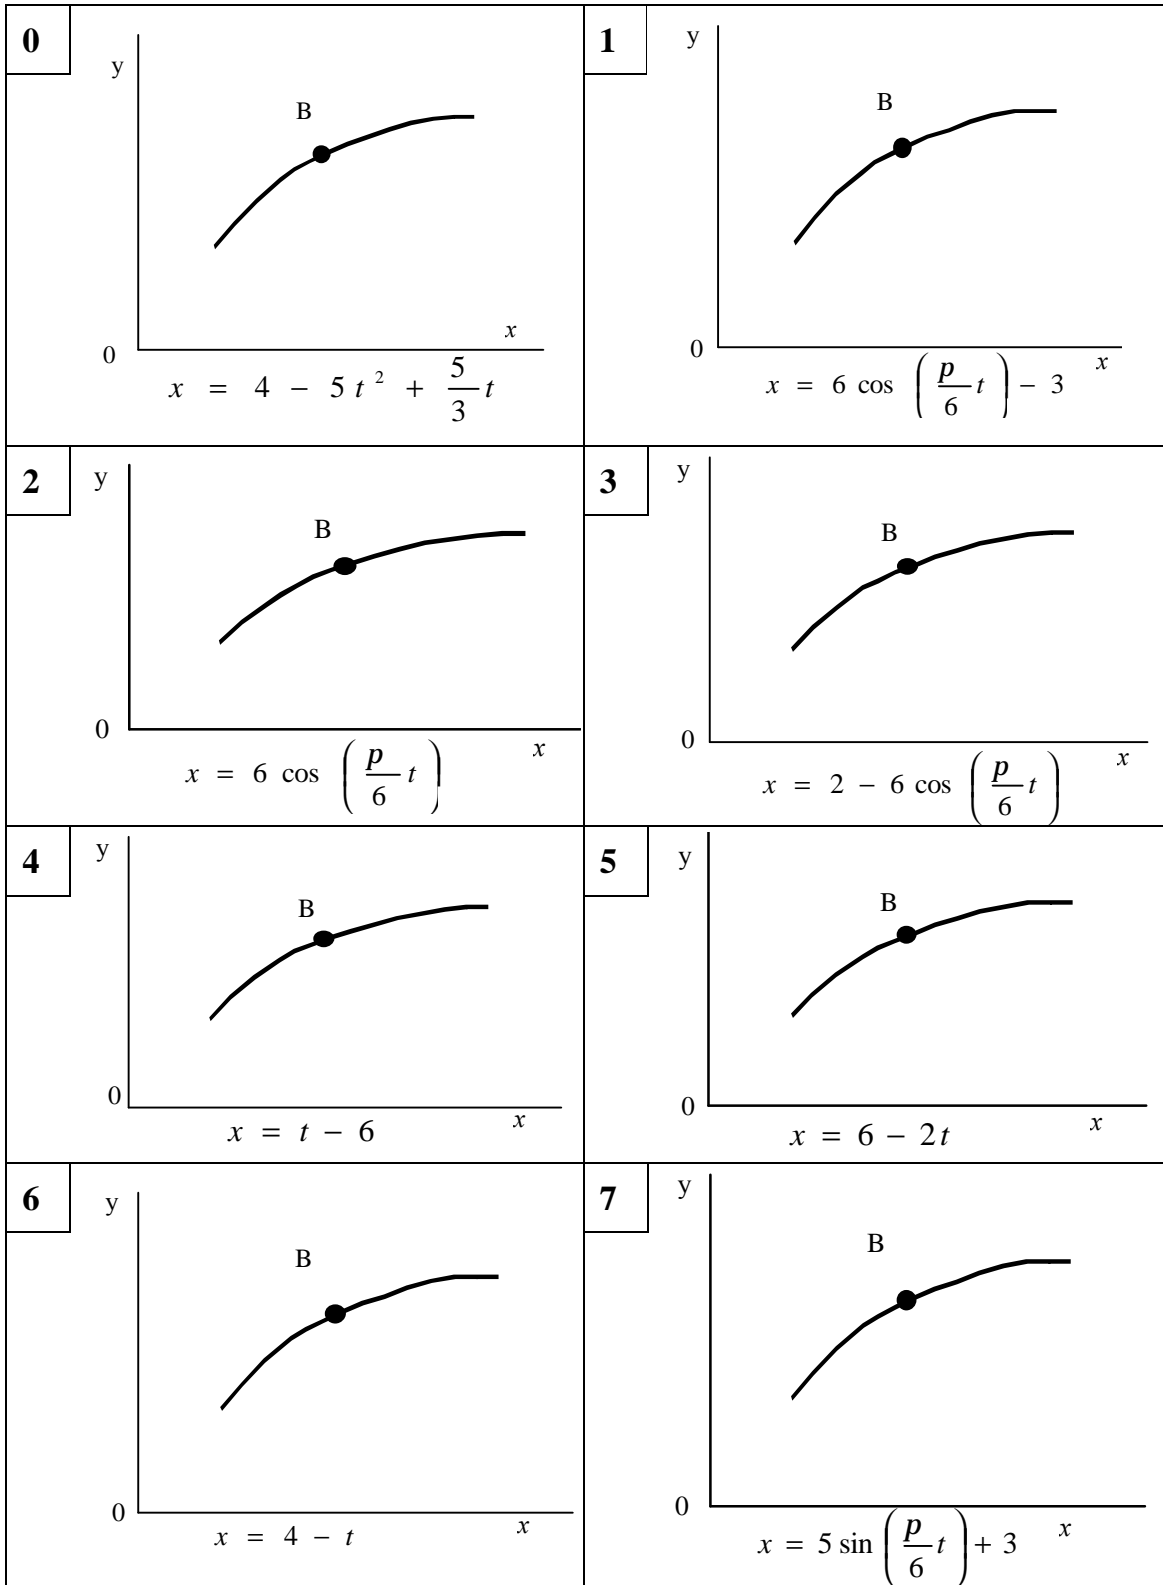 0
y
B
x
0
x = 4 − 5 t ² + 5/3 t
1
y
B
0
x
x = 6 cos ( p/6 t ) − 3
2
y
B
0
x
x = 6 cos ( p/6 t )
3
y
B
0
x
x = 2 − 6 cos ( p/6 t )
4
y
B
0
x
x = t − 6
5
y
B
0
x
x = 6 − 2t
6
y
B
0
x
x = 4 − t
7
y
B
0
x
x = 5 sin ( p/6 t ) + 3